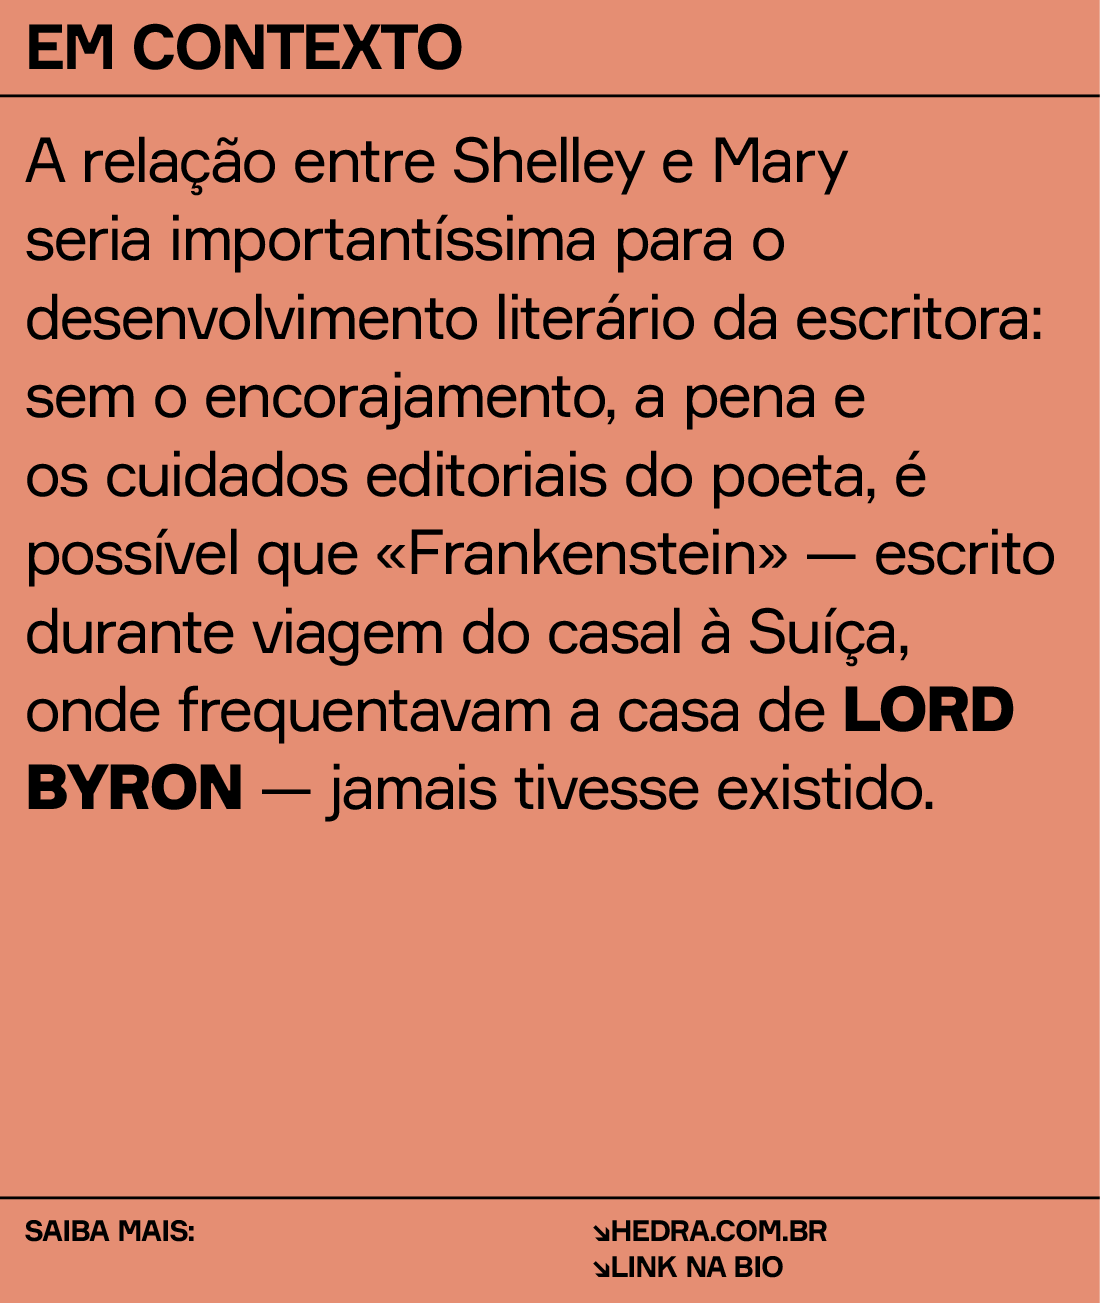 EM CONTEXTO
A relação entre Shelley e Mary
seria importantíssima para o
desenvolvimento literário da escritora:
sem o encorajamento, a pena e
os cuidados editoriais do poeta, é
possível que «Frankenstein» — escrito
durante viagem do casal à Suíça,
onde frequentavam a casa de LORD
BYRON — jamais tivesse existido.
SAIBA MAIS:
↘HEDRA.COM.BR
↘LINK NA BIO